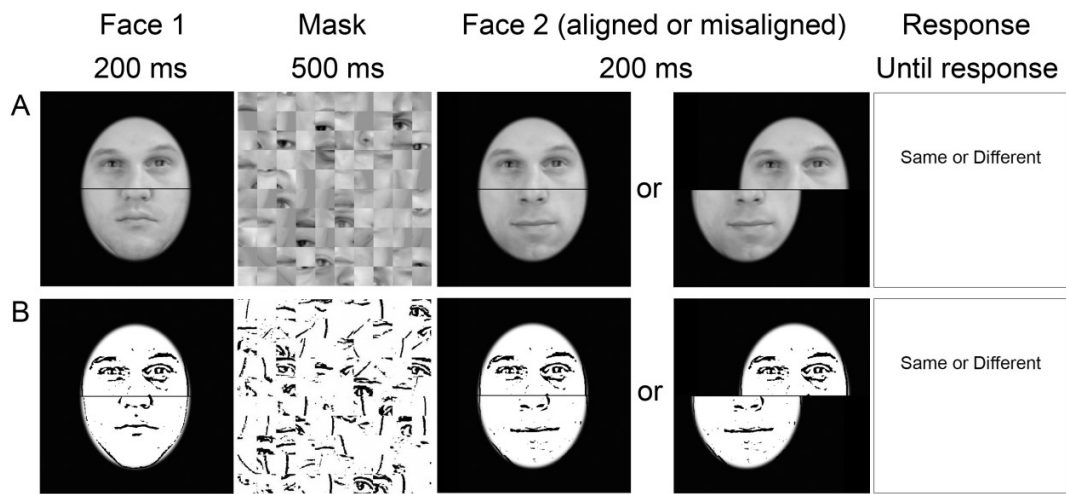 Face 1 Mask Face 2 (aligned or misaligned) Response
200 ms 500 ms 200 ms Until response
A
or
Same or Different
B
or
Same or Different